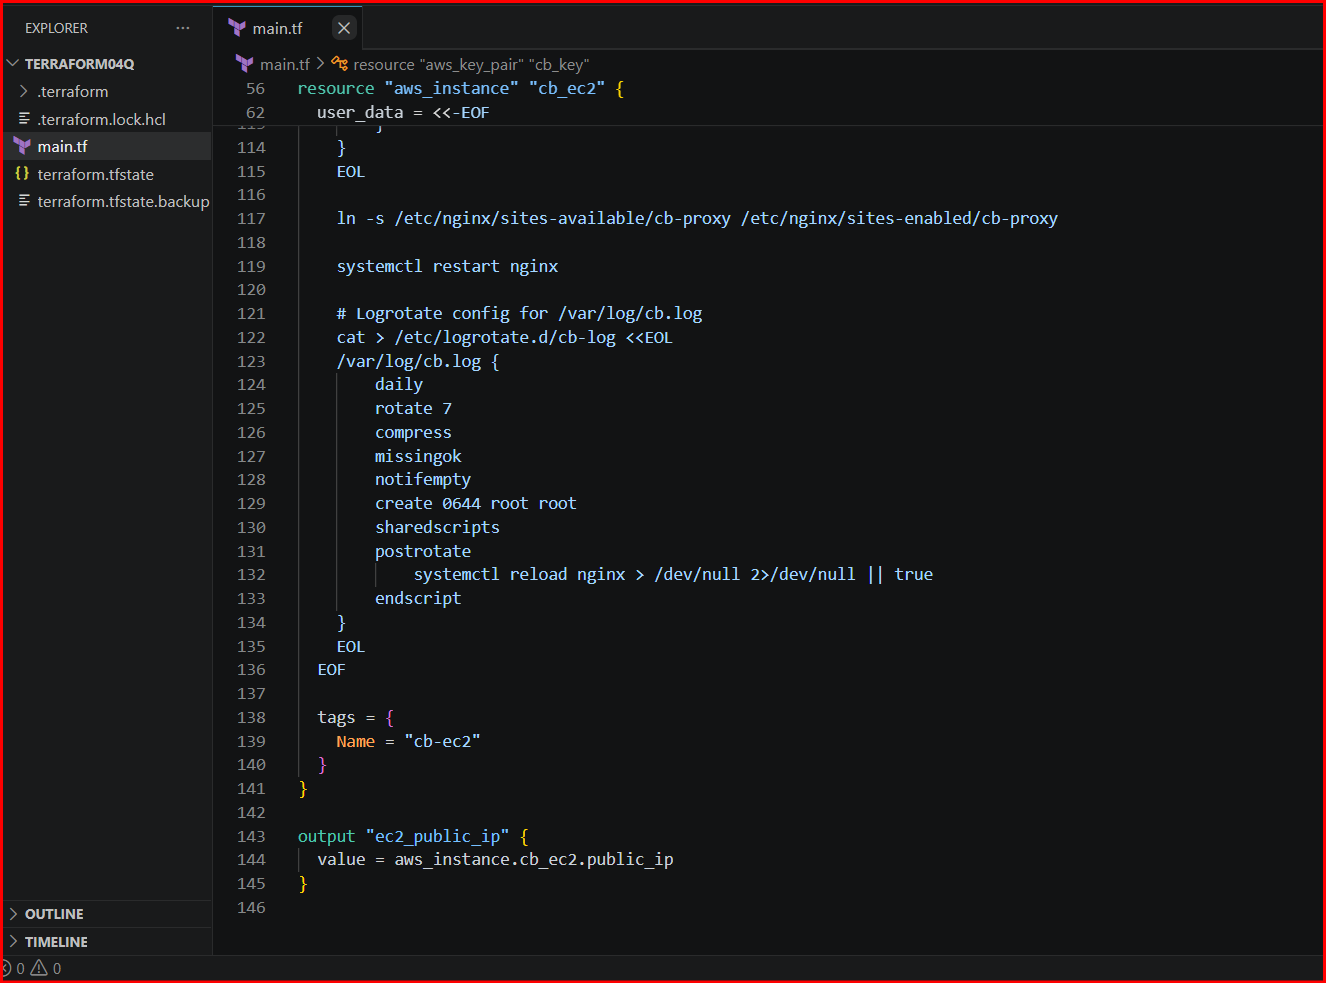 EXPLORER
TERRAFORM04Q
.terraform
.terraform.lock.hcl
main.tf
{} terraform.tfstate
terraform.tfstate.backup
OUTLINE
TIMELINE
0 0
main.tf
main.tf > resource "aws_key_pair" "cb_key"
56 resource "aws_instance" "cb_ec2" {
62 user_data = <<-EOF
113 }
114 }
115 EOL
116
117 ln -s /etc/nginx/sites-available/cb-proxy /etc/nginx/sites-enabled/cb-proxy
118
119 systemctl restart nginx
120
121 # Logrotate config for /var/log/cb.log
122 cat > /etc/logrotate.d/cb-log <<EOL
123 /var/log/cb.log {
124 daily
125 rotate 7
126 compress
127 missingok
128 notifempty
129 create 0644 root root
130 sharedscripts
131 postrotate
132 systemctl reload nginx > /dev/null 2>/dev/null || true
133 endscript
134 }
135 EOL
136 EOF
137
138 tags = {
139 Name = "cb-ec2"
140 }
141 }
142
143 output "ec2_public_ip" {
144 value = aws_instance.cb_ec2.public_ip
145 }
146